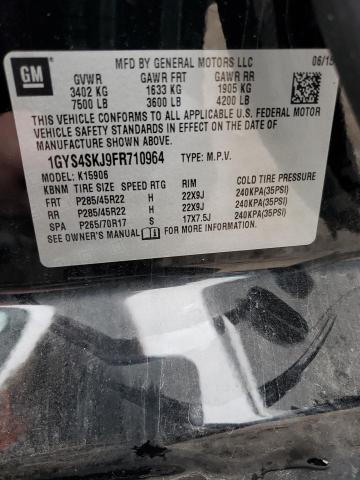 GM
MFD BY GENERAL MOTORS LLC 06/15
GVWR GAWR FRT GAWR RR
3402 KG 1633 KG 1905 KG
7500 LB 3600 LB 4200 LB
THIS VEHICLE CONFORMS TO ALL APPLICABLE U.S. FEDERAL MOTOR
VEHICLE SAFETY STANDARDS IN EFFECT ON THE DATE OF
MANUFACTURE SHOWN ABOVE.
1GYS4SKJ9FR710964 TYPE: M.P.V.
MODEL: K15906
KBNM TIRE SIZE SPEED RTG RIM COLD TIRE PRESSURE
FRT P285/45R22 H 22X9J 240KPA(35PSI)
RR P285/45R22 H 22X9J 240KPA(35PSI)
SPA P265/70R17 S 17X7.5J 240KPA(35PSI)
SEE OWNER'S MANUAL FOR MORE INFORMATION.